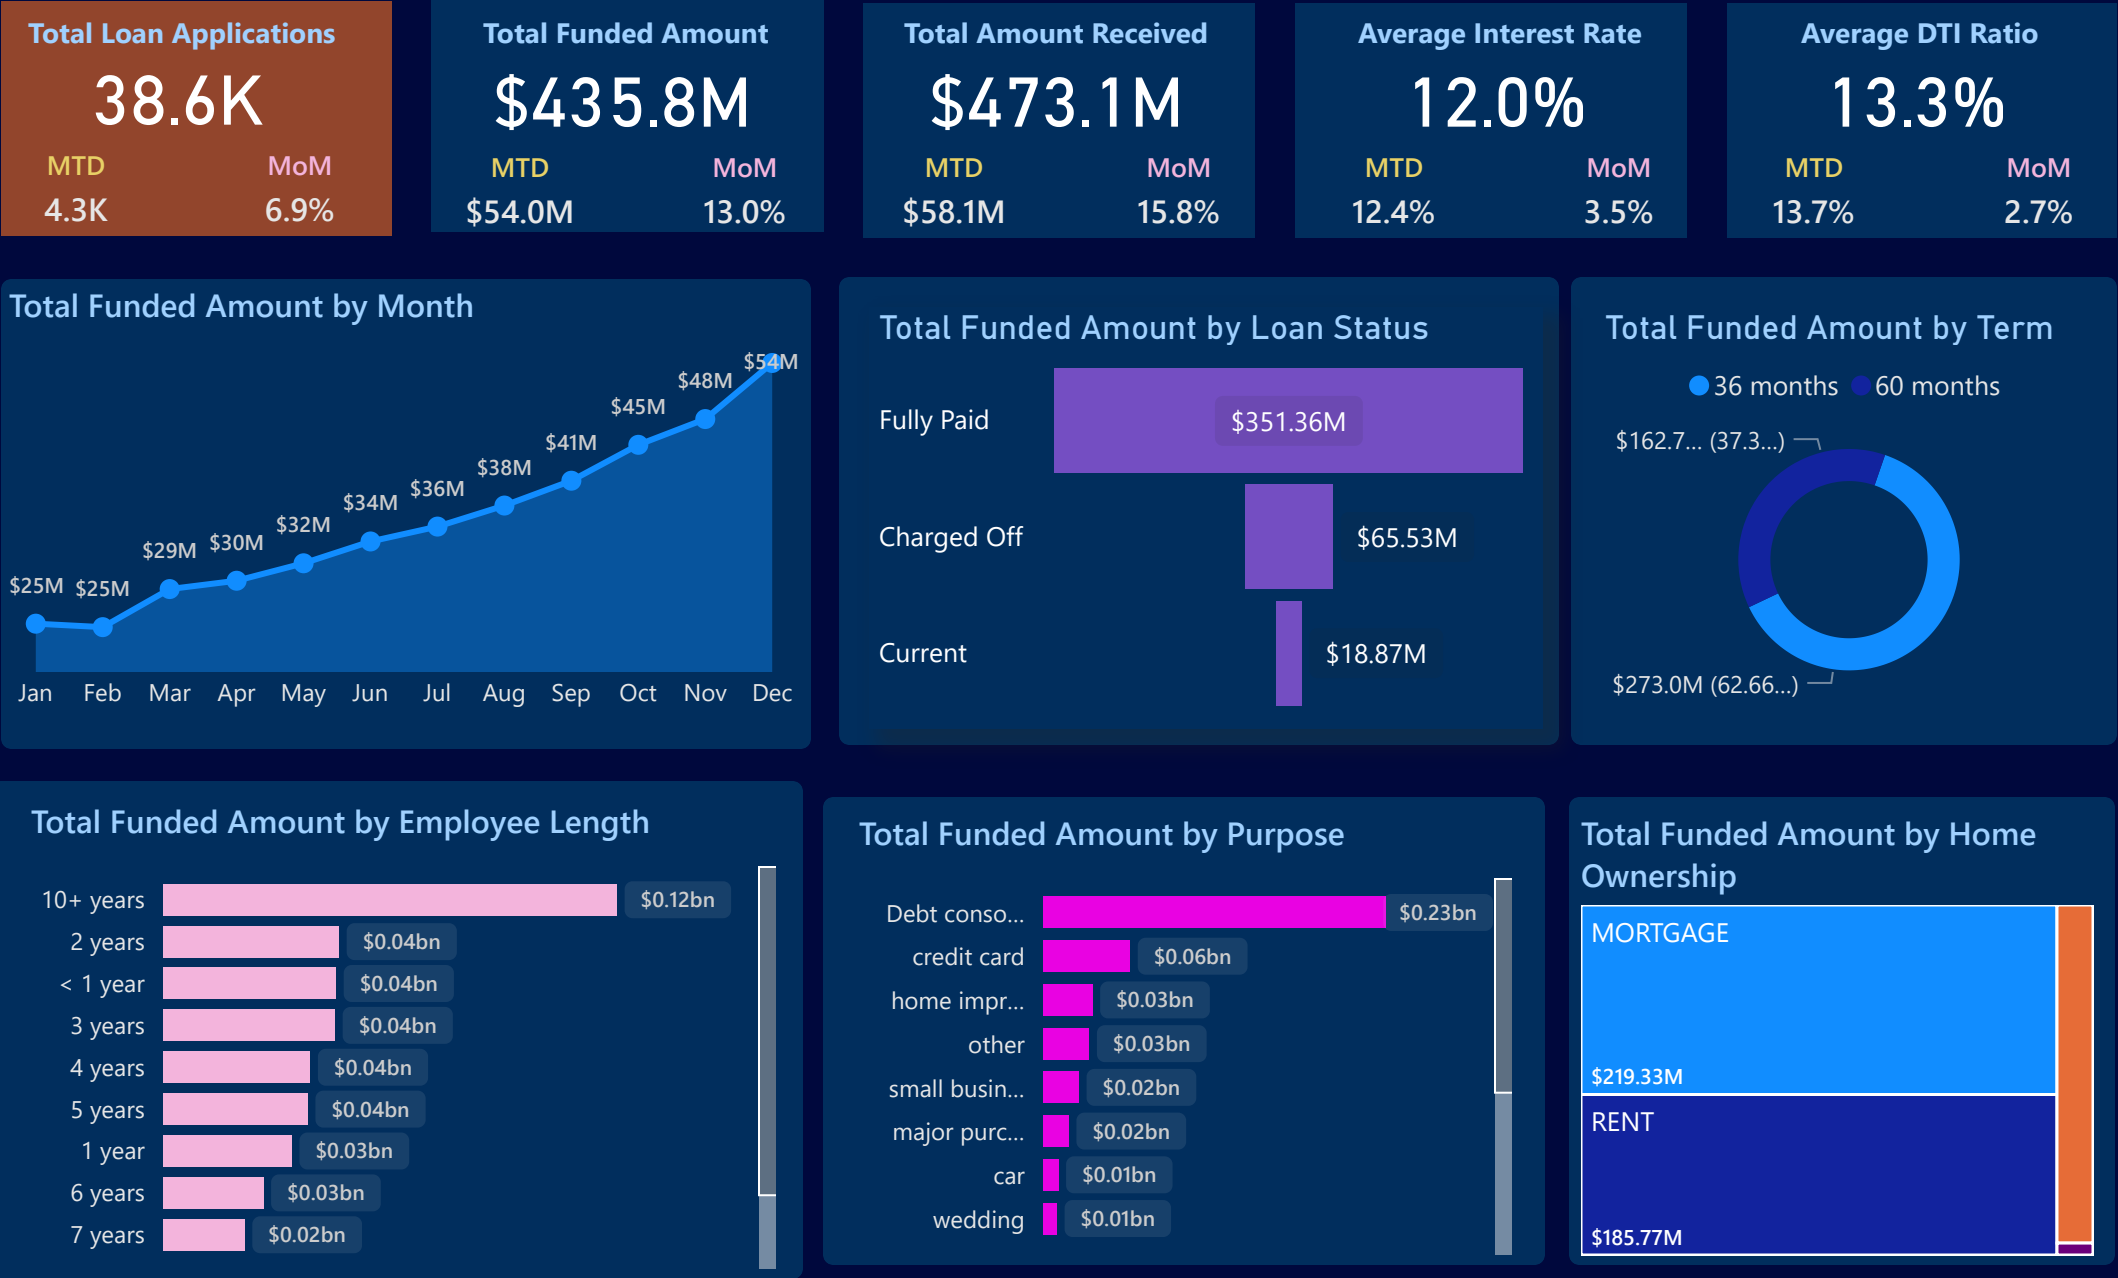 Total Loan Applications
38.6K
MTD MoM
4.3K 6.9%
Total Funded Amount
$435.8M
MTD MoM
$54.0M 13.0%
Total Amount Received
$473.1M
MTD MoM
$58.1M 15.8%
Average Interest Rate
12.0%
MTD MoM
12.4% 3.5%
Average DTI Ratio
13.3%
MTD MoM
13.7% 2.7%
Total Funded Amount by Month
$25M $25M $29M $30M $32M $34M $36M $38M $41M $45M $48M $54M
Jan Feb Mar Apr May Jun Jul Aug Sep Oct Nov Dec
Total Funded Amount by Loan Status
Fully Paid $351.36M
Charged Off $65.53M
Current $18.87M
Total Funded Amount by Term
36 months 60 months
$162.7... (37.3...)
$273.0M (62.66...)
Total Funded Amount by Employee Length
10+ years $0.12bn
2 years $0.04bn
< 1 year $0.04bn
3 years $0.04bn
4 years $0.04bn
5 years $0.04bn
1 year $0.03bn
6 years $0.03bn
7 years $0.02bn
Total Funded Amount by Purpose
Debt conso... $0.23bn
credit card $0.06bn
home impr... $0.03bn
other $0.03bn
small busin... $0.02bn
major purc... $0.02bn
car $0.01bn
wedding $0.01bn
Total Funded Amount by Home
Ownership
MORTGAGE
$219.33M
RENT
$185.77M